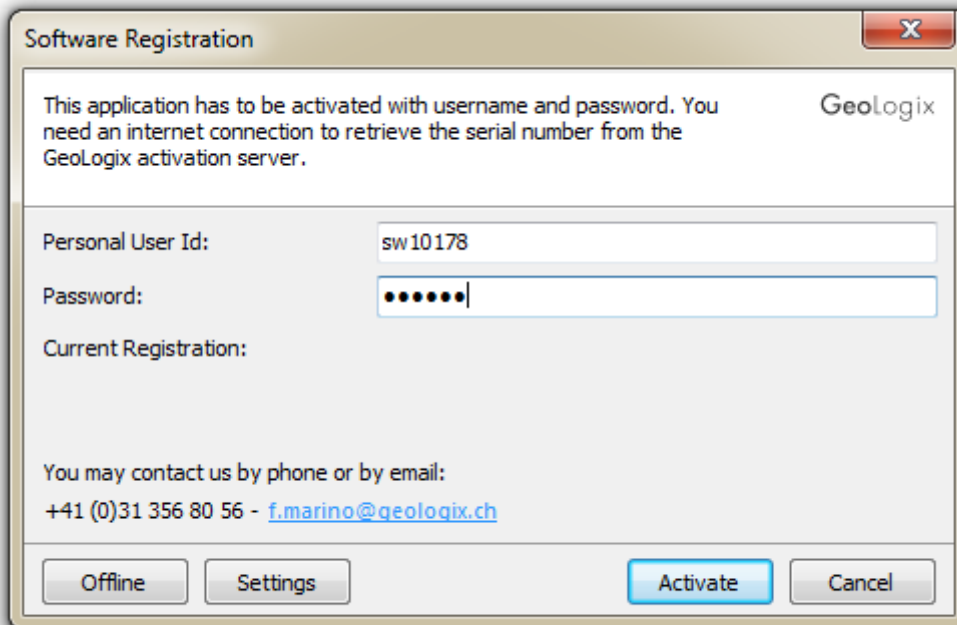 Software Registration
This application has to be activated with username and password. You
need an internet connection to retrieve the serial number from the
GeoLogix activation server.
GeoLogix
Personal User Id:
sw10178
Password:
••••••
Current Registration:
You may contact us by phone or by email:
+41 (0)31 356 80 56 - f.marino@geologix.ch
Offline
Settings
Activate
Cancel